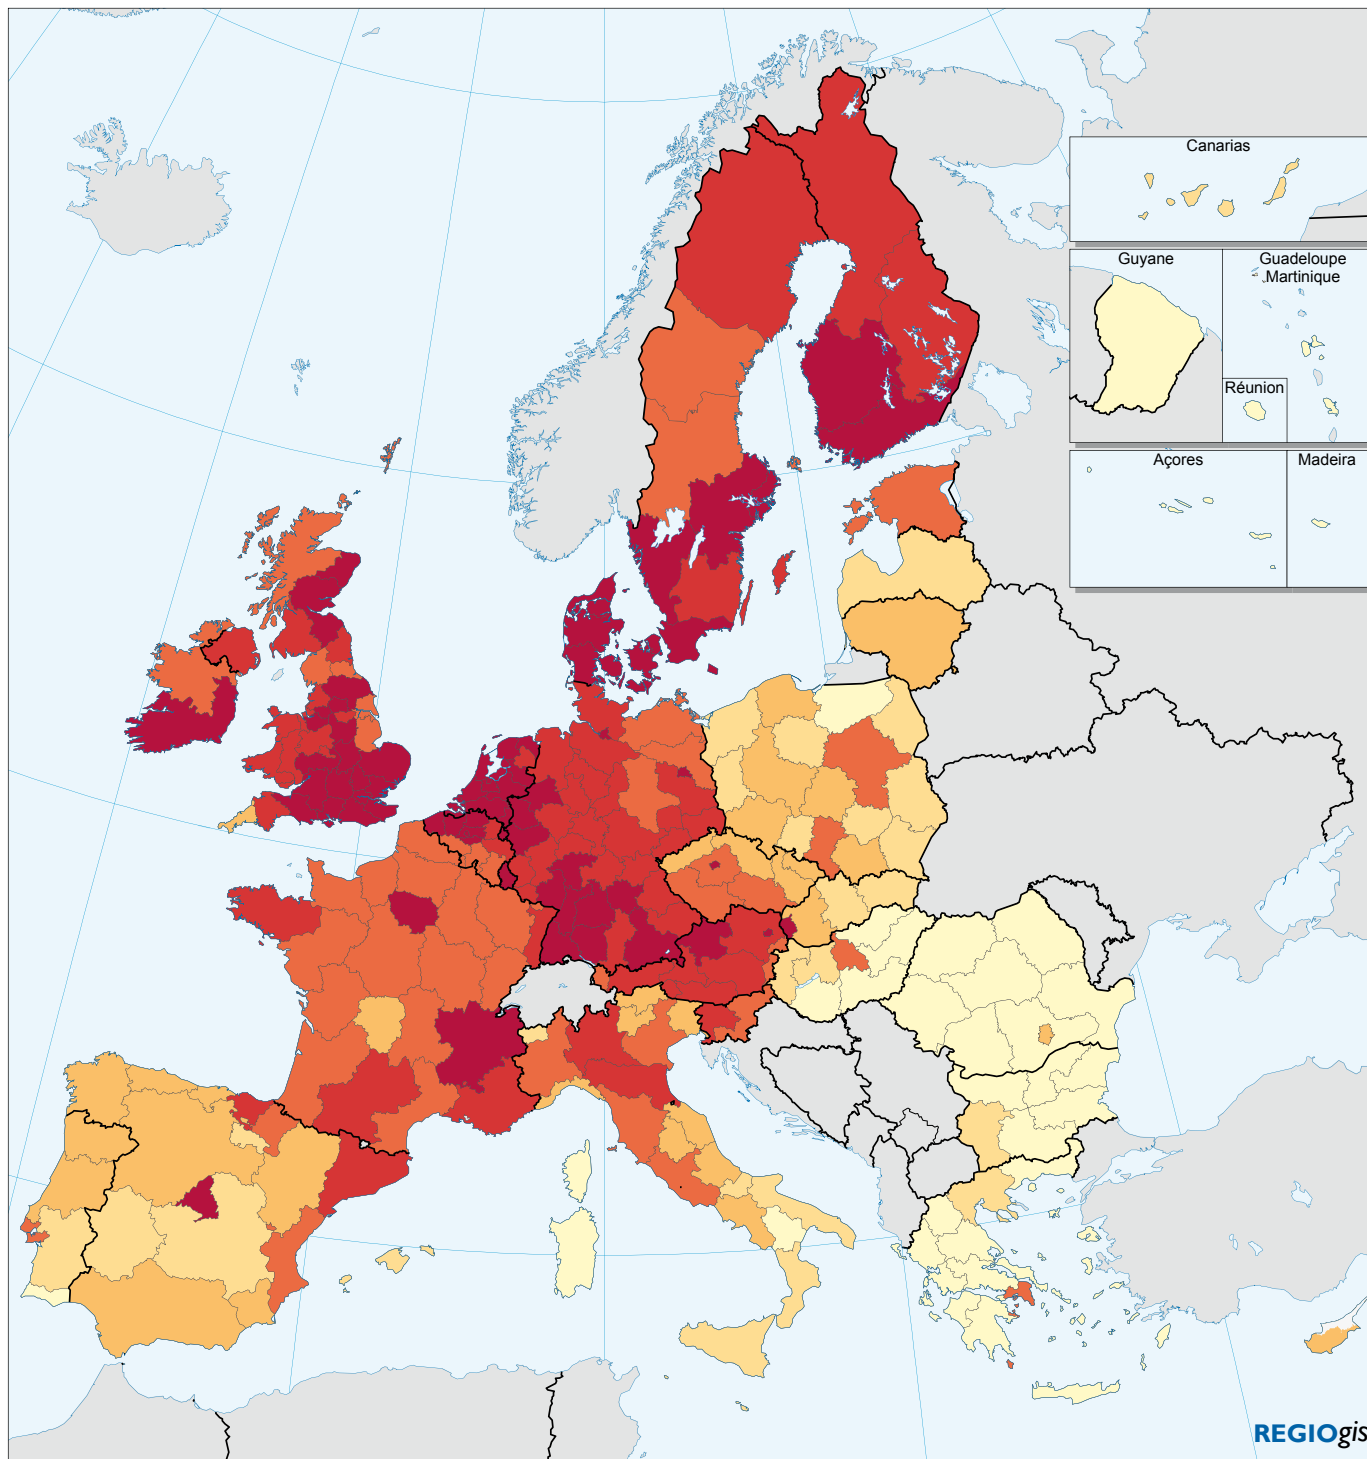 Canarias
Guyane
Guadeloupe
Martinique
Réunion
Açores
Madeira
REGIOgis